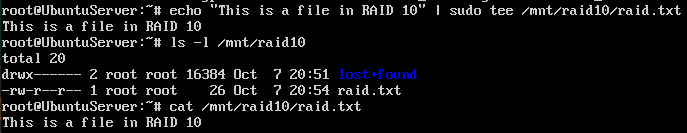 root@UbuntuServer:~# echo "This is a file in RAID 10" | sudo tee /mnt/raid10/raid.txt
This is a file in RAID 10
root@UbuntuServer:~# ls -l /mnt/raid10
total 20
drwx------ 2 root root 16384 Oct  7 20:51 lost+found
-rw-r--r-- 1 root root    26 Oct  7 20:54 raid.txt
root@UbuntuServer:~# cat /mnt/raid10/raid.txt
This is a file in RAID 10